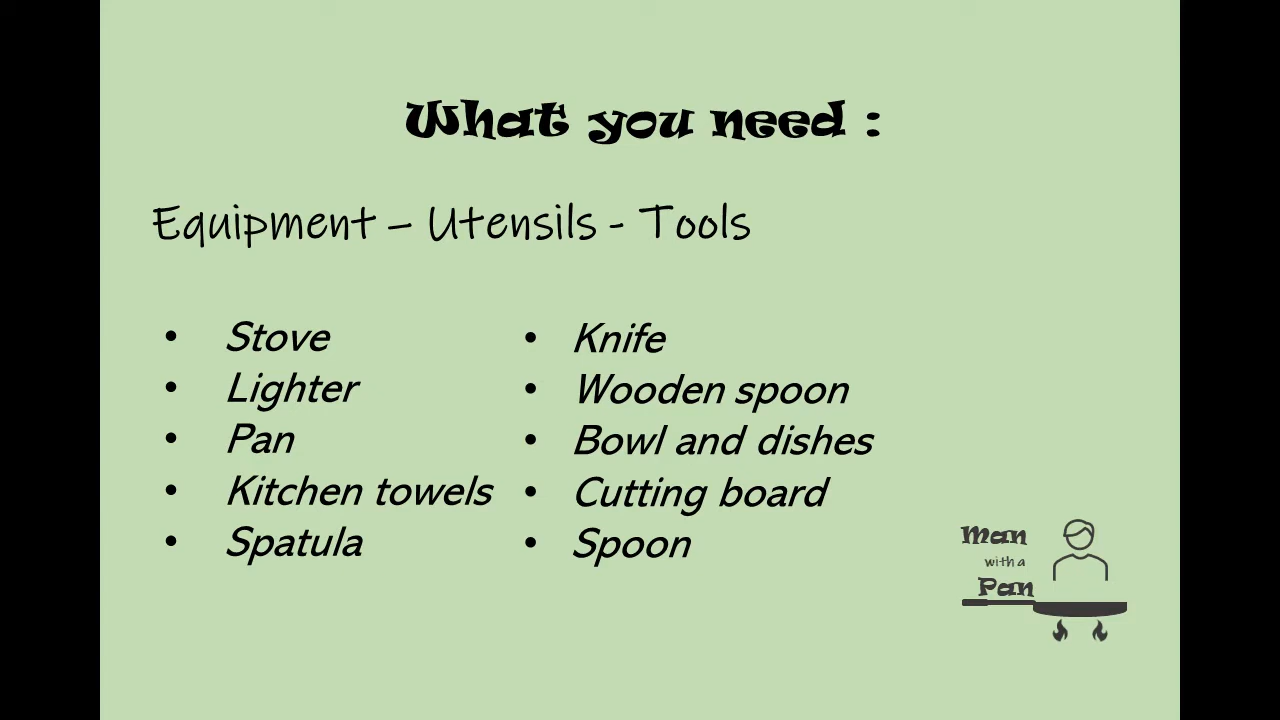 What you need :
Equipment – Utensils - Tools
• Stove
• Lighter
• Pan
• Kitchen towels
• Spatula
• Knife
• Wooden spoon
• Bowl and dishes
• Cutting board
• Spoon
Man
with a
Pan